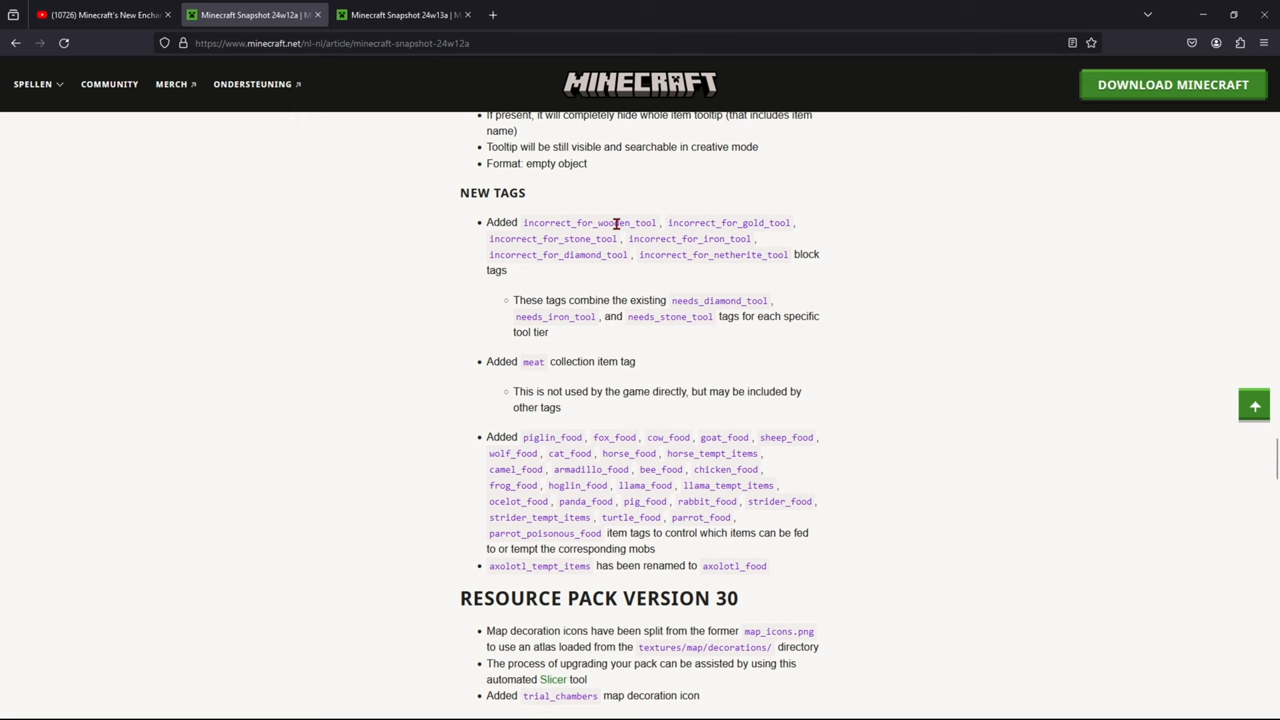 (10726) Minecraft's New Enchan
Minecraft Snapshot 24w12a | M
Minecraft Snapshot 24w13a | M
https://www.minecraft.net/nl-nl/article/minecraft-snapshot-24w12a
SPELLEN COMMUNITY MERCH ONDERSTEUNING
MINECRAFT
DOWNLOAD MINECRAFT
If present, it will completely hide whole item tooltip (that includes item
name)
Tooltip will be still visible and searchable in creative mode
Format: empty object
NEW TAGS
Added incorrect_for_wooden_tool, incorrect_for_gold_tool,
incorrect_for_stone_tool, incorrect_for_iron_tool,
incorrect_for_diamond_tool, incorrect_for_netherite_tool block
tags
These tags combine the existing needs_diamond_tool,
needs_iron_tool, and needs_stone_tool tags for each specific
tool tier
Added meat collection item tag
This is not used by the game directly, but may be included by
other tags
Added piglin_food, fox_food, cow_food, goat_food, sheep_food,
wolf_food, cat_food, horse_food, horse_tempt_items,
camel_food, armadillo_food, bee_food, chicken_food,
frog_food, hoglin_food, llama_food, llama_tempt_items,
ocelot_food, panda_food, pig_food, rabbit_food, strider_food,
strider_tempt_items, turtle_food, parrot_food,
parrot_poisonous_food item tags to control which items can be fed
to or tempt the corresponding mobs
axolotl_tempt_items has been renamed to axolotl_food
RESOURCE PACK VERSION 30
Map decoration icons have been split from the former map_icons.png
to use an atlas loaded from the textures/map/decorations/ directory
The process of upgrading your pack can be assisted by using this
automated Slicer tool
Added trial_chambers map decoration icon